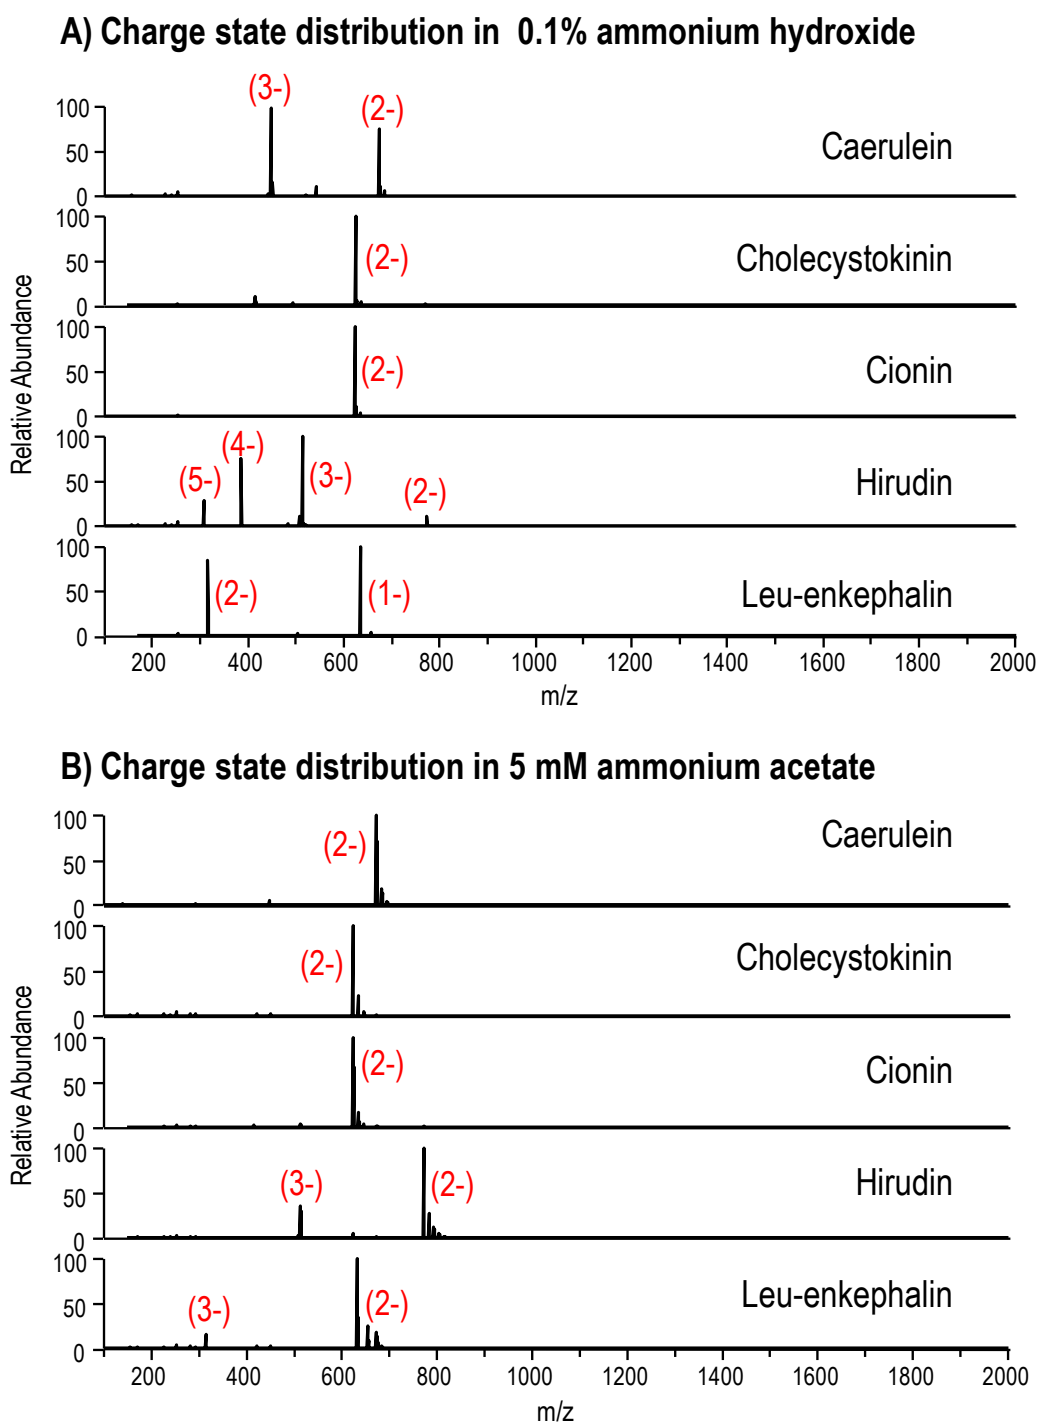 A) Charge state distribution in 0.1% ammonium hydroxide
(3-)
(2-)
100
50
0
Caerulein
100
50
0
(2-)
Cholecystokinin
100
50
0
(2-)
Cionin
100
50
0
(5-)
(4-)
(3-)
(2-)
Hirudin
100
50
0
(2-)
(1-)
Leu-enkephalin
Relative Abundance
200 400 600 800 1000 1200 1400 1600 1800 2000
m/z
B) Charge state distribution in 5 mM ammonium acetate
100
50
0
(2-)
Caerulein
100
50
0
(2-)
Cholecystokinin
100
50
0
(2-)
Cionin
100
50
0
(3-)
(2-)
Hirudin
100
50
0
(3-)
(2-)
Leu-enkephalin
Relative Abundance
200 400 600 800 1000 1200 1400 1600 1800 2000
m/z